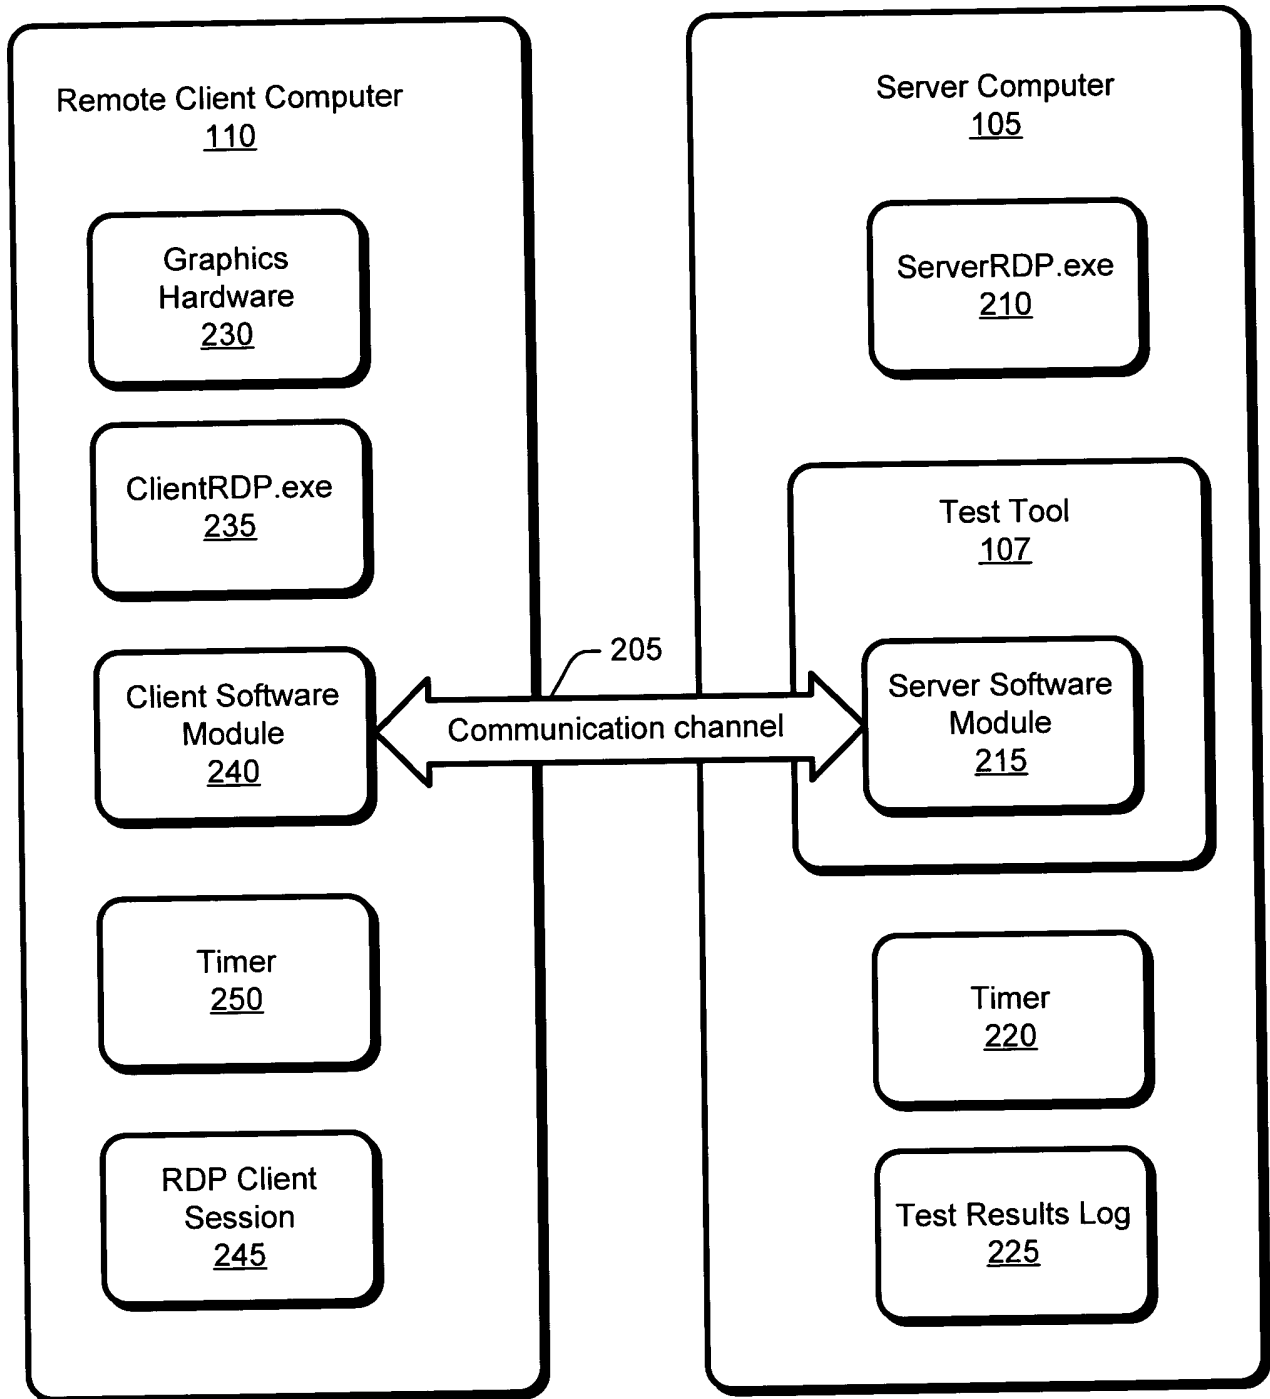 Remote Client Computer
110
Graphics
Hardware
230
ClientRDP.exe
235
Client Software
Module
240
Timer
250
RDP Client
Session
245
205
Communication channel
Server Computer
105
ServerRDP.exe
210
Test Tool
107
Server Software
Module
215
Timer
220
Test Results Log
225